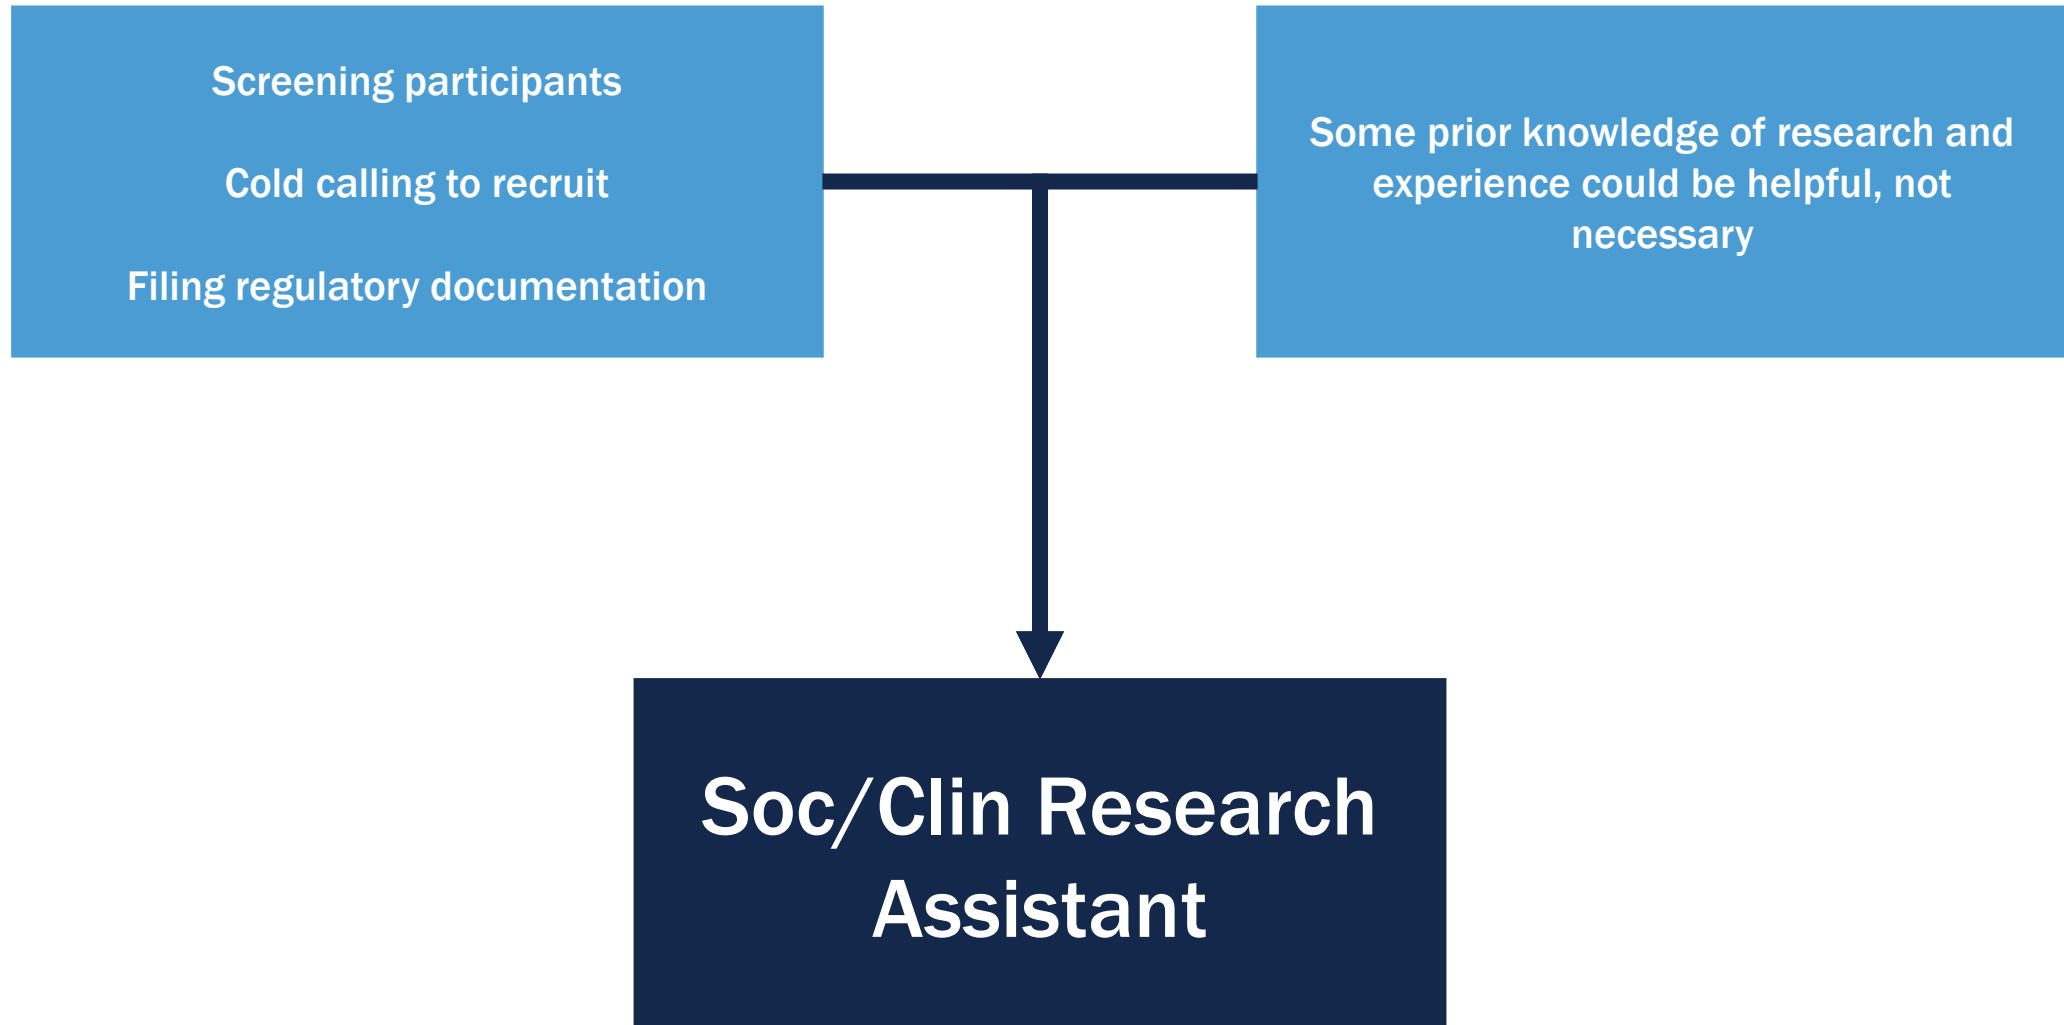 Screening participants
Cold calling to recruit
Filing regulatory documentation
Some prior knowledge of research and
experience could be helpful, not
necessary
Soc/Clin Research
Assistant